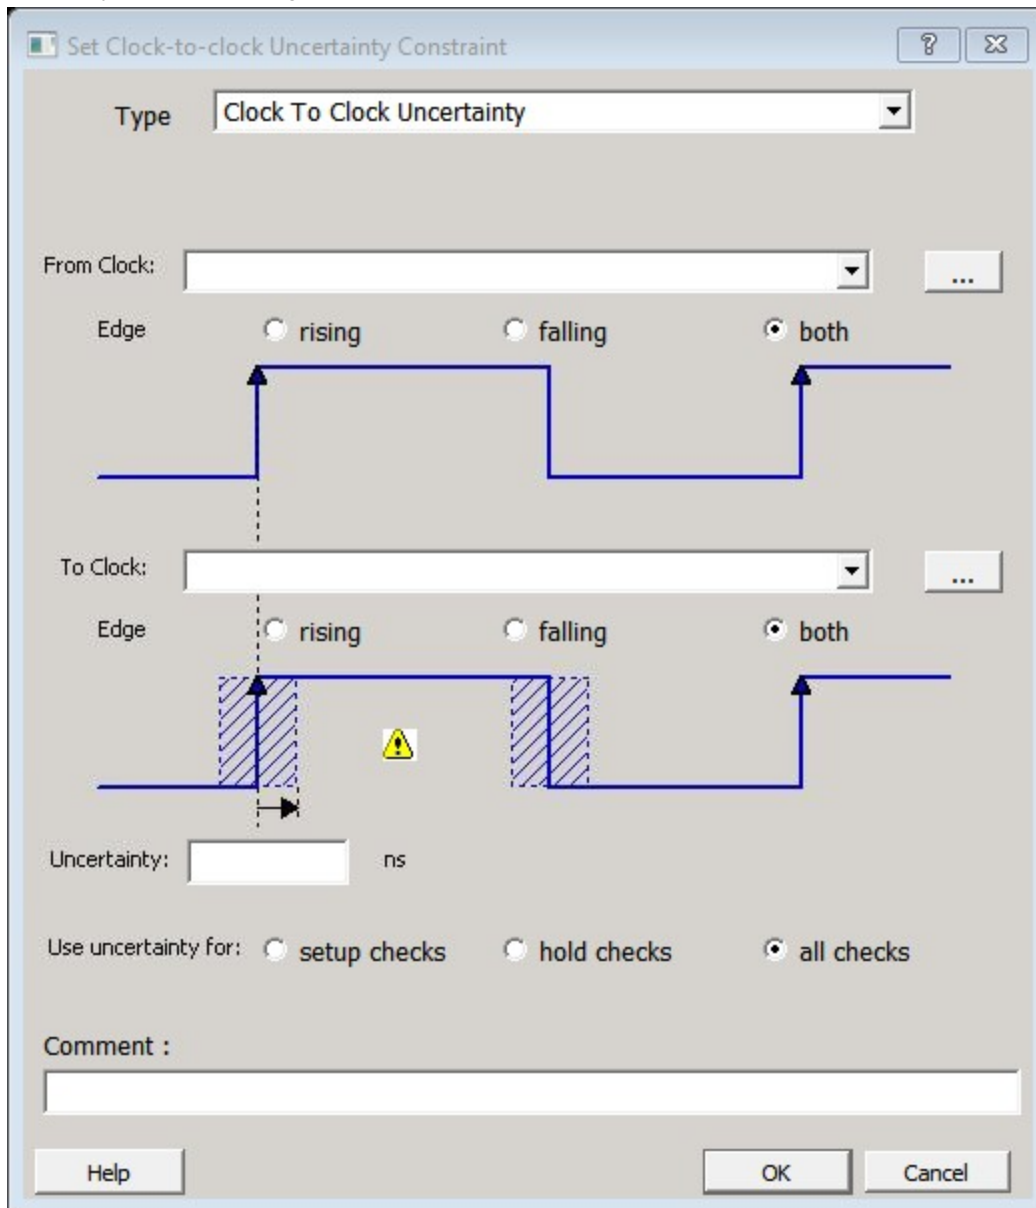 Set Clock-to-clock Uncertainty Constraint
Type Clock To Clock Uncertainty
From Clock: ...
Edge rising falling both
To Clock: ...
Edge rising falling both
Uncertainty: ns
Use uncertainty for: setup checks hold checks all checks
Comment :
Help OK Cancel